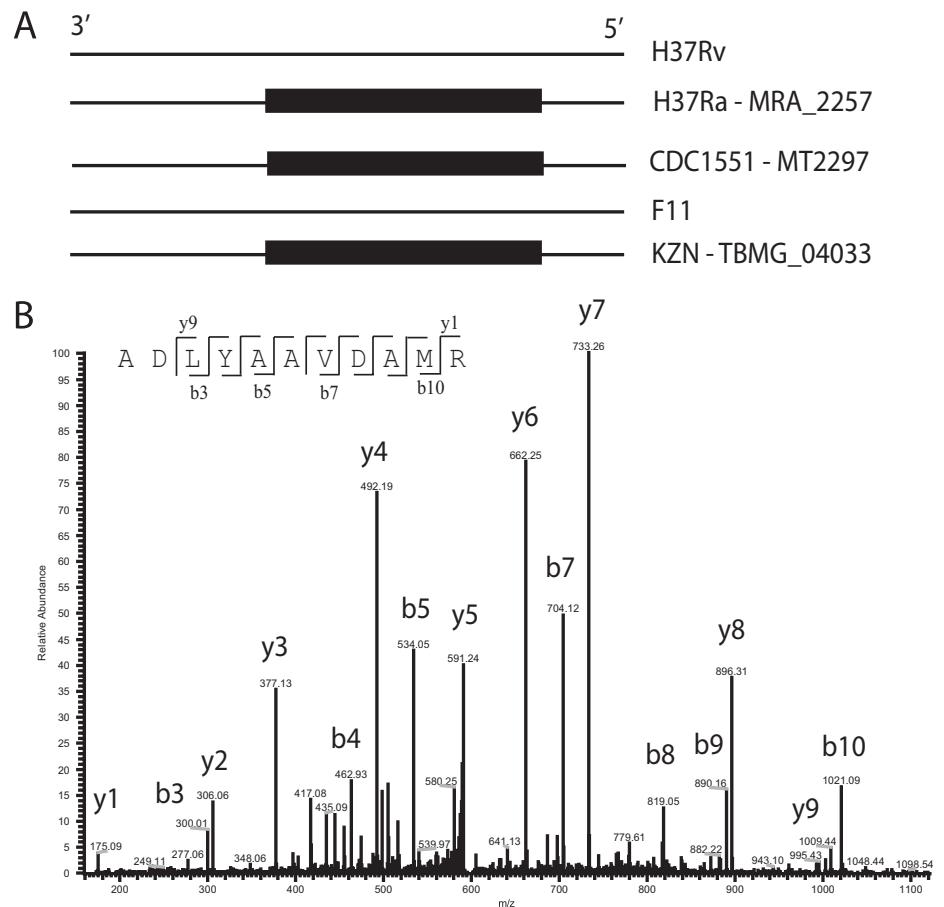 A
3’ 5’
H37Rv
H37Ra - MRA_2257
CDC1551 - MT2297
F11
KZN - TBMG_04033
B
y9 y1
A D L Y A A V D A M R
b3 b5 b7 b10
Relative Abundance
100
95
90
85
80
75
70
65
60
55
50
45
40
35
30
25
20
15
10
5
0
y1
175.09
249.11
b3
300.01
277.06
y2
306.06
348.06
y3
377.13
417.08
435.09
b4
462.93
y4
492.19
b5
534.05
539.97
580.25
y5
591.24
641.13
y6
662.25
b7
704.12
y7
733.26
779.61
b8
819.05
882.22
b9
890.16
y8
896.31
943.10
995.43
y9
1009.44
b10
1021.09
1048.44
1098.54
200 300 400 500 600 700 800 900 1000 1100
m/z